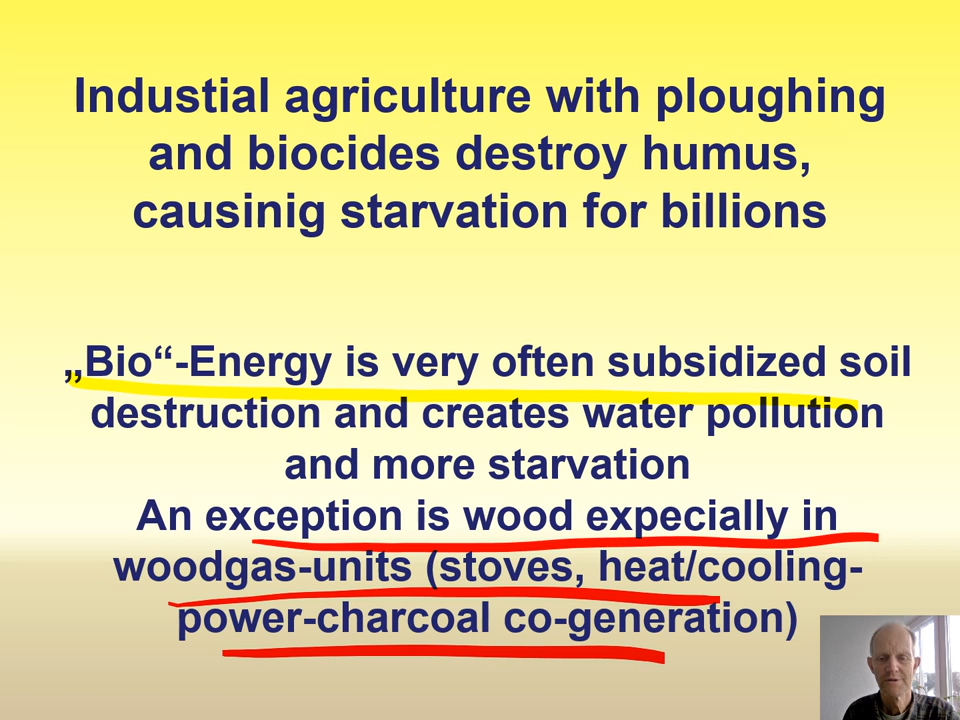 Industial agriculture with ploughing
and biocides destroy humus,
causinig starvation for billions
„Bio“-Energy is very often subsidized soil
destruction and creates water pollution
and more starvation
An exception is wood expecially in
woodgas-units (stoves, heat/cooling-
power-charcoal co-generation)